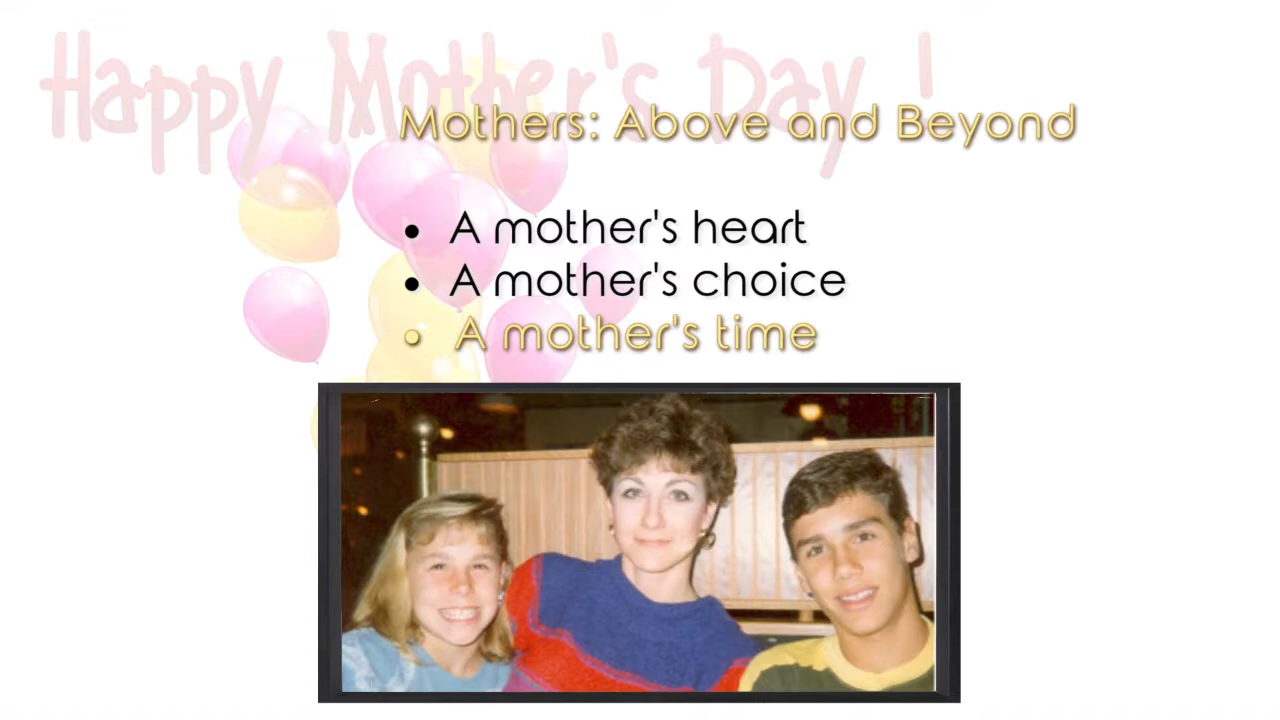 Happy Mother's Day !
Mothers: Above and Beyond
• A mother's heart
• A mother's choice
• A mother's time